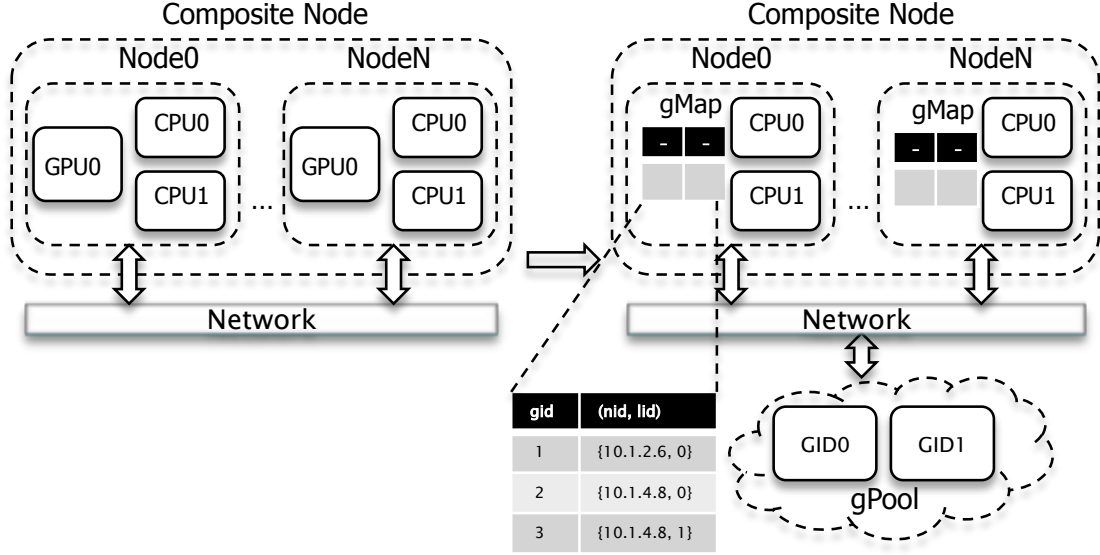 Composite Node
Node0
NodeN
GPU0
CPU0
CPU1
...
GPU0
CPU0
CPU1
Network
Composite Node
Node0
NodeN
gMap
- -
CPU0
CPU1
...
gMap
- -
CPU0
CPU1
Network
gid (nid, lid)
1 {10.1.2.6, 0}
2 {10.1.4.8, 0}
3 {10.1.4.8, 1}
GID0
GID1
gPool